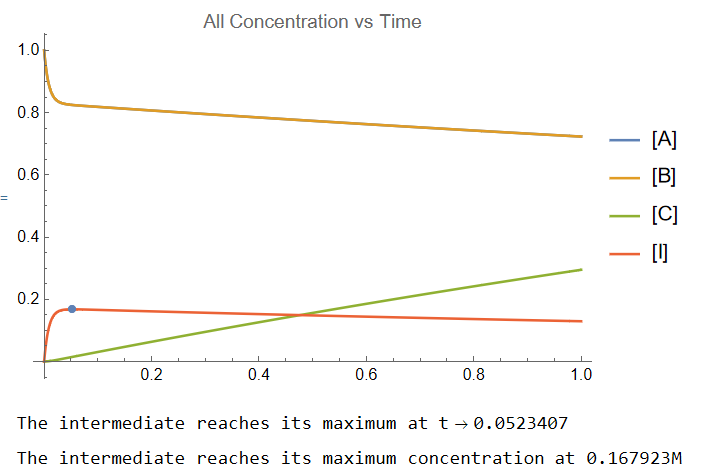 All Concentration vs Time
1.0
0.8
0.6
0.4
0.2
0.2 0.4 0.6 0.8 1.0
[A]
[B]
[C]
[I]
=
The intermediate reaches its maximum at t → 0.0523407
The intermediate reaches its maximum concentration at 0.167923M